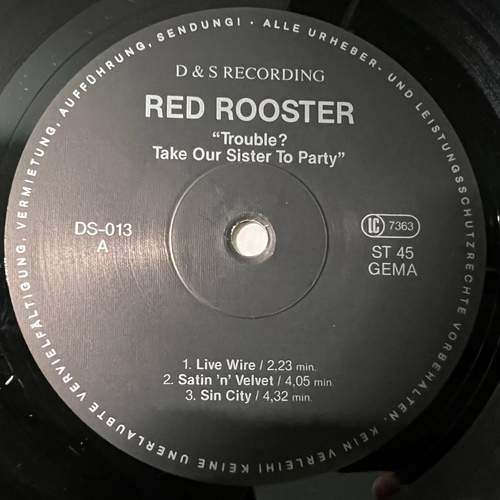 D & S RECORDING
RED ROOSTER
"Trouble?
Take Our Sister To Party"
DS-013
A
LC 7363
ST 45
GEMA
1. Live Wire / 2,23 min.
2. Satin 'n' Velvet / 4,05 min.
3. Sin City / 4,32 min.
ALLE URHEBER- UND LEISTUNGSSCHUTZRECHTE VORBEHALTEN. KEIN VERLEIH! KEINE UNERLAUBTE VERVIELFÄLTIGUNG, VERMIETUNG, AUFFÜHRUNG, SENDUNG! ·